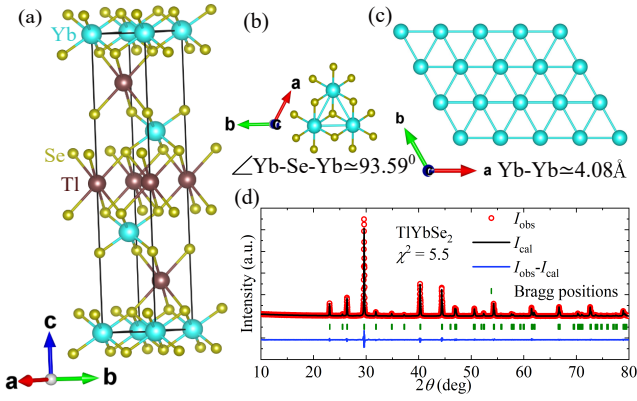 (a)
Yb
Se
Tl
c
a
b
(b)
a
b
c
∠Yb-Se-Yb≃93.59⁰
(c)
b
c
a
Yb-Yb≃4.08Å
(d)
Intensity (a.u.)
TlYbSe₂
χ² = 5.5
I_obs
I_cal
I_obs-I_cal
Bragg positions
10 20 30 40 50 60 70 80
2θ (deg)